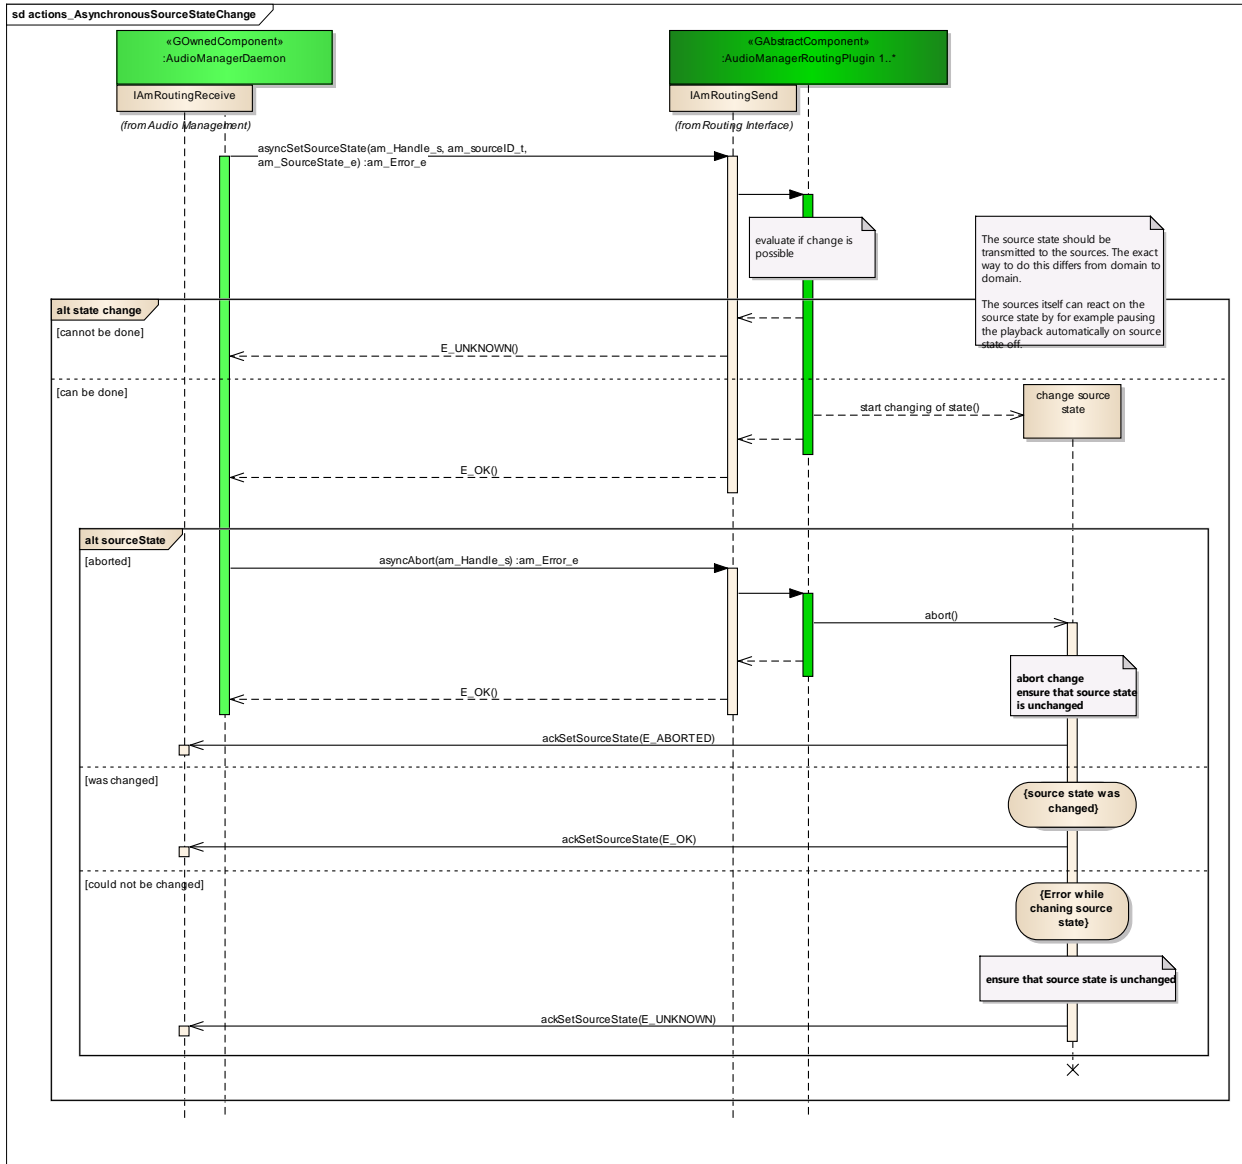 sd actions_AsynchronousSourceStateChange
«GOwnedComponent»
:AudioManagerDaemon
«GAbstractComponent»
:AudioManagerRoutingPlugin 1..*
IAmRoutingReceive
IAmRoutingSend
(from Audio Management)
(from Routing Interface)
asyncSetSourceState(am_Handle_s, am_sourceID_t,
am_SourceState_e) :am_Error_e
evaluate if change is
possible
The source state should be
transmitted to the sources. The exact
way to do this differs from domain to
domain.
The sources itself can react on the
source state by for example pausing
the playback automatically on source
state off.
alt state change
[cannot be done]
E_UNKNOWN()
[can be done]
change source
state
start changing of state()
E_OK()
alt sourceState
[aborted]
asyncAbort(am_Handle_s) :am_Error_e
abort()
abort change
ensure that source state
is unchanged
E_OK()
ackSetSourceState(E_ABORTED)
[was changed]
{source state was
changed}
ackSetSourceState(E_OK)
[could not be changed]
{Error while
chaning source
state}
ensure that source state is unchanged
ackSetSourceState(E_UNKNOWN)